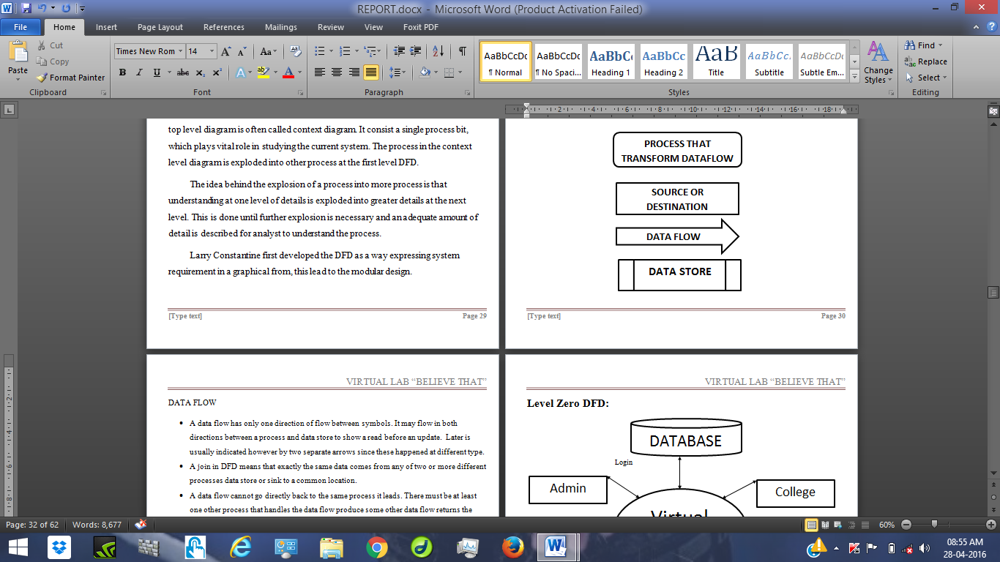 REPORT.docx - Microsoft Word (Product Activation Failed)
File Home Insert Page Layout References Mailings Review View Foxit PDF
Paste
Cut
Copy
Format Painter
Clipboard
Times New Rom 14
Font
Paragraph
AaBbCcDc AaBbCcDc AaBbCc AaBbCc AaB AaBbCc. AaBbCcDc
¶ Normal ¶ No Spaci... Heading 1 Heading 2 Title Subtitle Subtle Em...
Styles
Change
Styles
Find
Replace
Select
Editing
2 4 6 8 10 12 14 16 18
top level diagram is often called context diagram. It consist a single process bit,
which plays vital role in studying the current system. The process in the context
level diagram is exploded into other process at the first level DFD.
The idea behind the explosion of a process into more process is that
understanding at one level of details is exploded into greater details at the next
level. This is done until further explosion is necessary and an adequate amount of
detail is described for analyst to understand the process.
Larry Constantine first developed the DFD as a way expressing system
requirement in a graphical from, this lead to the modular design.
[Type text] Page 29
PROCESS THAT
TRANSFORM DATAFLOW
SOURCE OR
DESTINATION
DATA FLOW
DATA STORE
[Type text] Page 30
VIRTUAL LAB “BELIEVE THAT”
DATA FLOW
• A data flow has only one direction of flow between symbols. It may flow in both
directions between a process and data store to show a read before an update. Later is
usually indicated however by two separate arrows since these happened at different type.
• A join in DFD means that exactly the same data comes from any of two or more different
processes data store or sink to a common location.
• A data flow cannot go directly back to the same process it leads. There must be at least
one other process that handles the data flow produce some other data flow returns the
VIRTUAL LAB “BELIEVE THAT”
Level Zero DFD:
DATABASE
Login
Admin
College
Virtual
Page: 32 of 62 Words: 8,677 60%
08:55 AM
28-04-2016